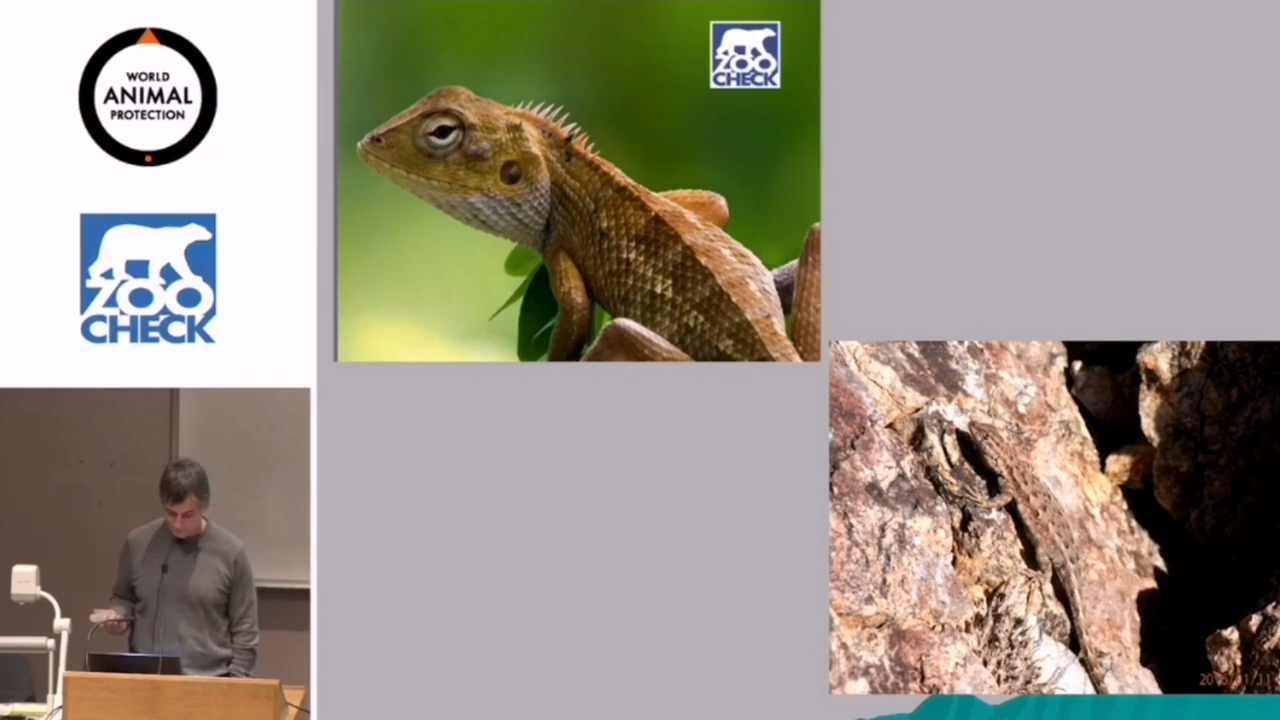 WORLD
ANIMAL
PROTECTION
ZOO
CHECK
ZOO
CHECK